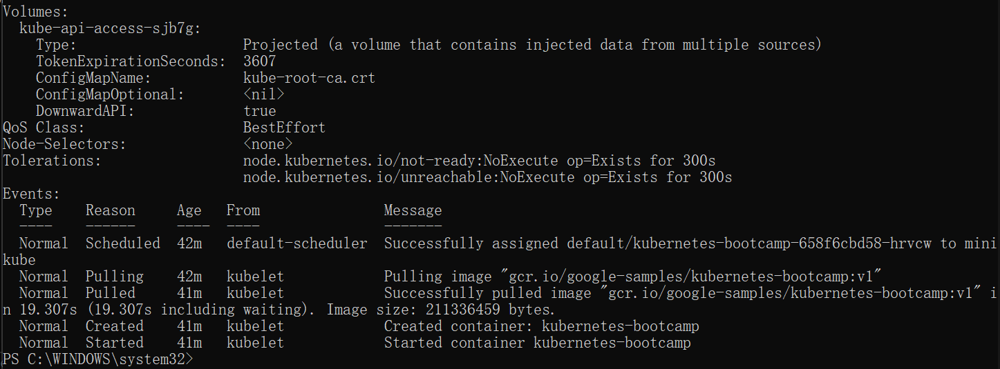 Volumes:
  kube-api-access-sjb7g:
    Type:                    Projected (a volume that contains injected data from multiple sources)
    TokenExpirationSeconds:  3607
    ConfigMapName:           kube-root-ca.crt
    ConfigMapOptional:       <nil>
    DownwardAPI:             true
QoS Class:                   BestEffort
Node-Selectors:              <none>
Tolerations:                 node.kubernetes.io/not-ready:NoExecute op=Exists for 300s
                             node.kubernetes.io/unreachable:NoExecute op=Exists for 300s
Events:
  Type    Reason     Age   From               Message
  ----    ------     ----  ----               -------
  Normal  Scheduled  42m   default-scheduler  Successfully assigned default/kubernetes-bootcamp-658f6cbd58-hrvcw to mini
kube
  Normal  Pulling    42m   kubelet            Pulling image "gcr.io/google-samples/kubernetes-bootcamp:v1"
  Normal  Pulled     41m   kubelet            Successfully pulled image "gcr.io/google-samples/kubernetes-bootcamp:v1" i
n 19.307s (19.307s including waiting). Image size: 211336459 bytes.
  Normal  Created    41m   kubelet            Created container: kubernetes-bootcamp
  Normal  Started    41m   kubelet            Started container kubernetes-bootcamp
PS C:\WINDOWS\system32>